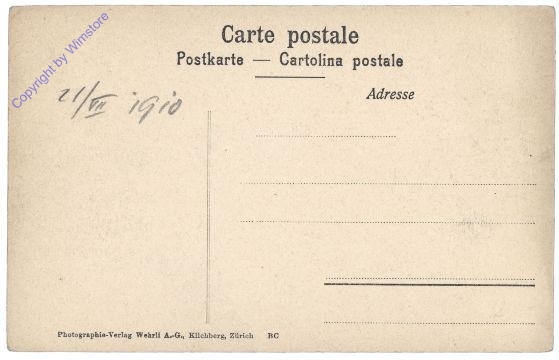 Copyright by Wimstore
Carte postale
Postkarte — Cartolina postale
Adresse
21/VII 1910
Photographie-Verlag Wehrli A.-G., Kilchberg, Zürich BC